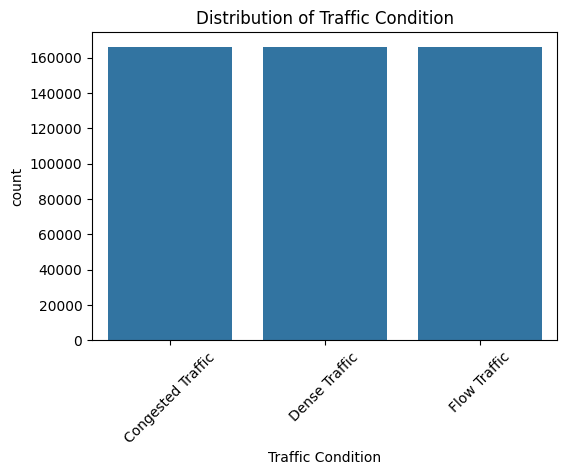 Distribution of Traffic Condition
160000
140000
120000
100000
80000
60000
40000
20000
0
count
Congested Traffic
Dense Traffic
Flow Traffic
Traffic Condition